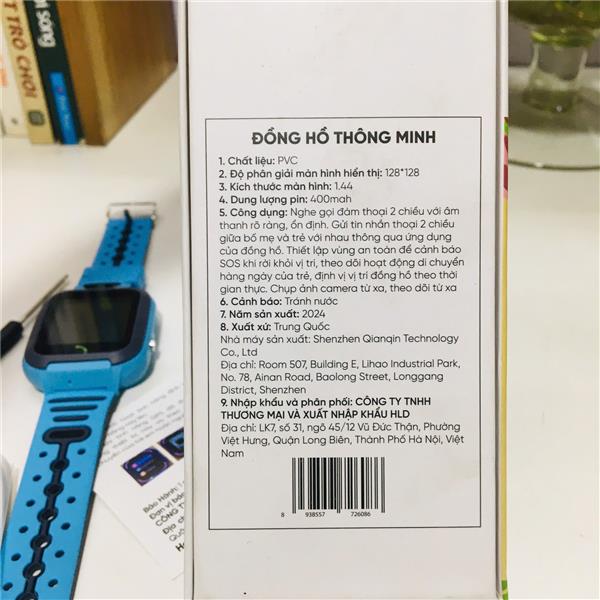 TRÒ CHƠI
ĐỒNG HỒ THÔNG MINH
1. Chất liệu: PVC
2. Độ phân giải màn hình hiển thị: 128*128
3. Kích thước màn hình: 1.44
4. Dung lượng pin: 400mah
5. Công dụng: Nghe gọi đàm thoại 2 chiều với âm
thanh rõ ràng, ổn định. Gửi tin nhắn thoại 2 chiều
giữa bố mẹ và trẻ với nhau thông qua ứng dụng
của đồng hồ. Thiết lập vùng an toàn để cảnh báo
SOS khi rời khỏi vị trí, theo dõi hoạt động di chuyển
hàng ngày của trẻ, định vị vị trí đồng hồ theo thời
gian thực. Chụp ảnh camera từ xa, theo dõi từ xa
6. Cảnh báo: Tránh nước
7. Năm sản xuất: 2024
8. Xuất xứ: Trung Quốc
Nhà máy sản xuất: Shenzhen Qianqin Technology
Co., Ltd
Địa chỉ: Room 507, Building E, Lihao Industrial Park,
No. 78, Ainan Road, Baolong Street, Longgang
District, Shenzhen
9. Nhập khẩu và phân phối: CÔNG TY TNHH
THƯƠNG MẠI VÀ XUẤT NHẬP KHẨU HLD
Địa chỉ: LK7, số 31, ngõ 45/12 Vũ Đức Thận, Phường
Việt Hưng, Quận Long Biên, Thành Phố Hà Nội, Việt
Nam
8 938557 726086
Bảo Hành:
Đơn vị
CÔNG
Địa